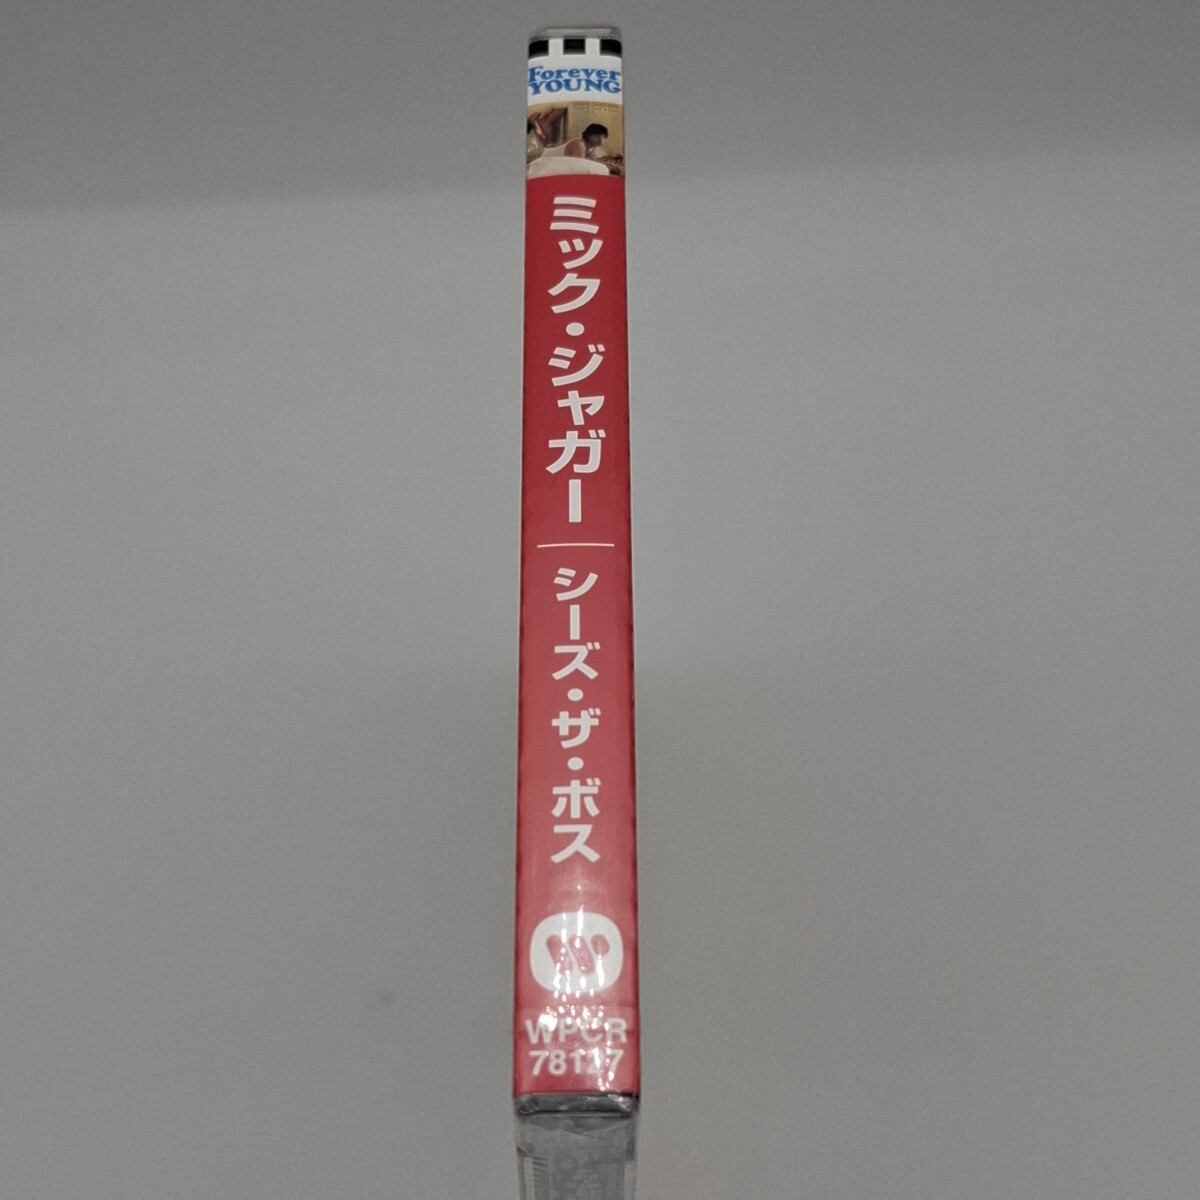 Forever
YOUNG
ミック・ジャガー
シーズ・ザ・ボス
WPCR
78127